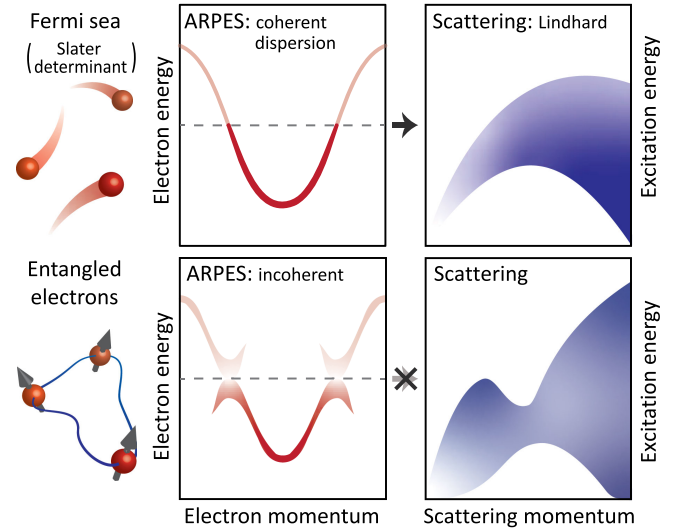 Fermi sea
(Slater
determinant)
Electron energy
ARPES: coherent
dispersion
Scattering: Lindhard
Excitation energy
Entangled
electrons
Electron energy
ARPES: incoherent
Scattering
Excitation energy
Electron momentum
Scattering momentum